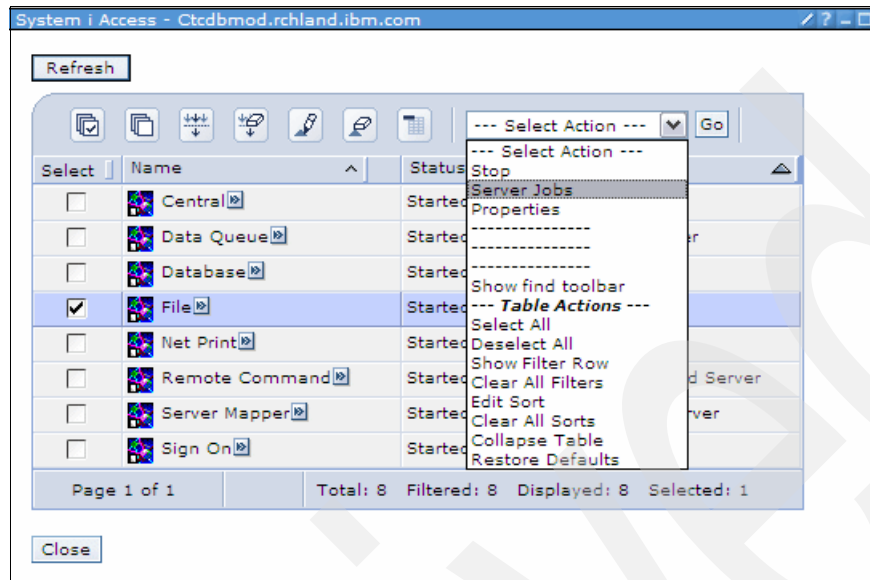 System i Access - Ctcdbmod.rchland.ibm.com
Refresh
--- Select Action --- Go
Select Name Status
--- Select Action ---
Stop
Server Jobs
Properties
---------------
---------------
---------------
Show find toolbar
--- Table Actions ---
Select All
Deselect All
Show Filter Row
Clear All Filters
Edit Sort
Clear All Sorts
Collapse Table
Restore Defaults
Central Started
Data Queue Started er
Database Started
File Started
Net Print Started
Remote Command Started d Server
Server Mapper Started rver
Sign On Started
Page 1 of 1 Total: 8 Filtered: 8 Displayed: 8 Selected: 1
Close